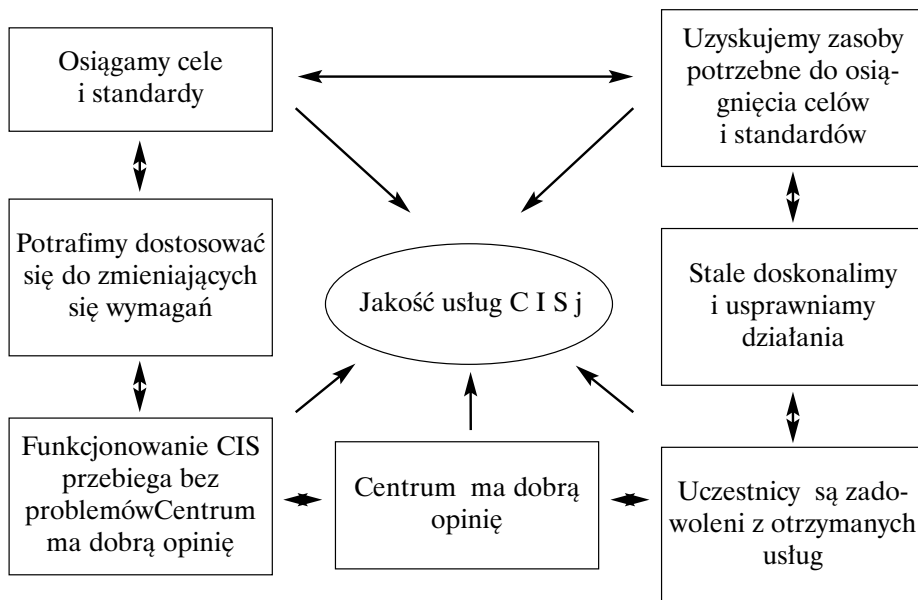 Osiągamy cele
i standardy
Uzyskujemy zasoby
potrzebne do osią-
gnięcia celów
i standardów
Potrafimy dostosować
się do zmieniających
się wymagań
Jakość usług C I S j
Stale doskonalimy
i usprawniamy
działania
Funkcjonowanie CIS
przebiega bez
problemówCentrum
ma dobrą opinię
Centrum ma dobrą
opinię
Uczestnicy są zado-
woleni z otrzymanych
usług